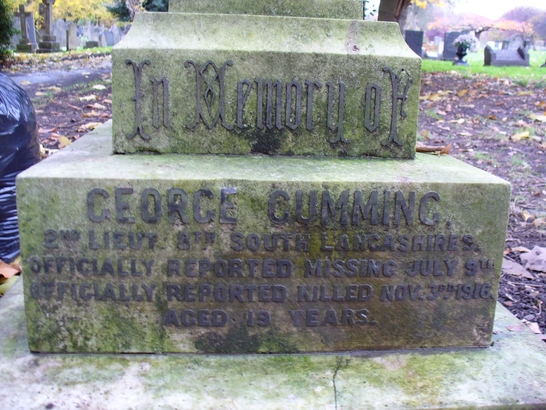 In Memory of
GEORGE CUMMING.
2ND LIEUT. 8TH SOUTH LANCASHIRES.
OFFICIALLY REPORTED MISSING JULY 9TH
OFFICIALLY REPORTED KILLED NOV. 3RD 1916.
AGED 19 YEARS.